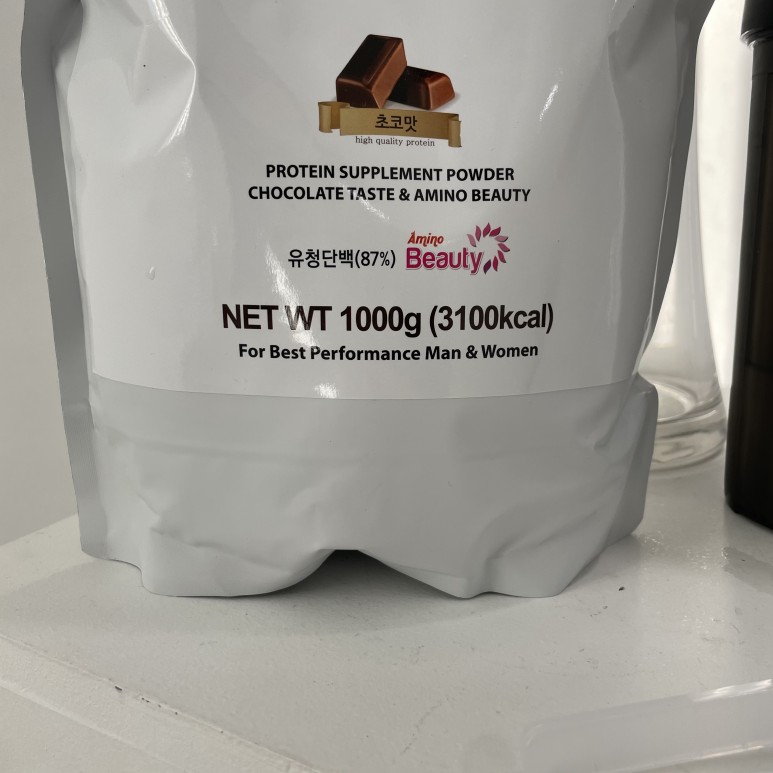 초코맛
high quality protein
PROTEIN SUPPLEMENT POWDER
CHOCOLATE TASTE & AMINO BEAUTY
유청단백(87%) Amino Beauty
NET WT 1000g (3100kcal)
For Best Performance Man & Women